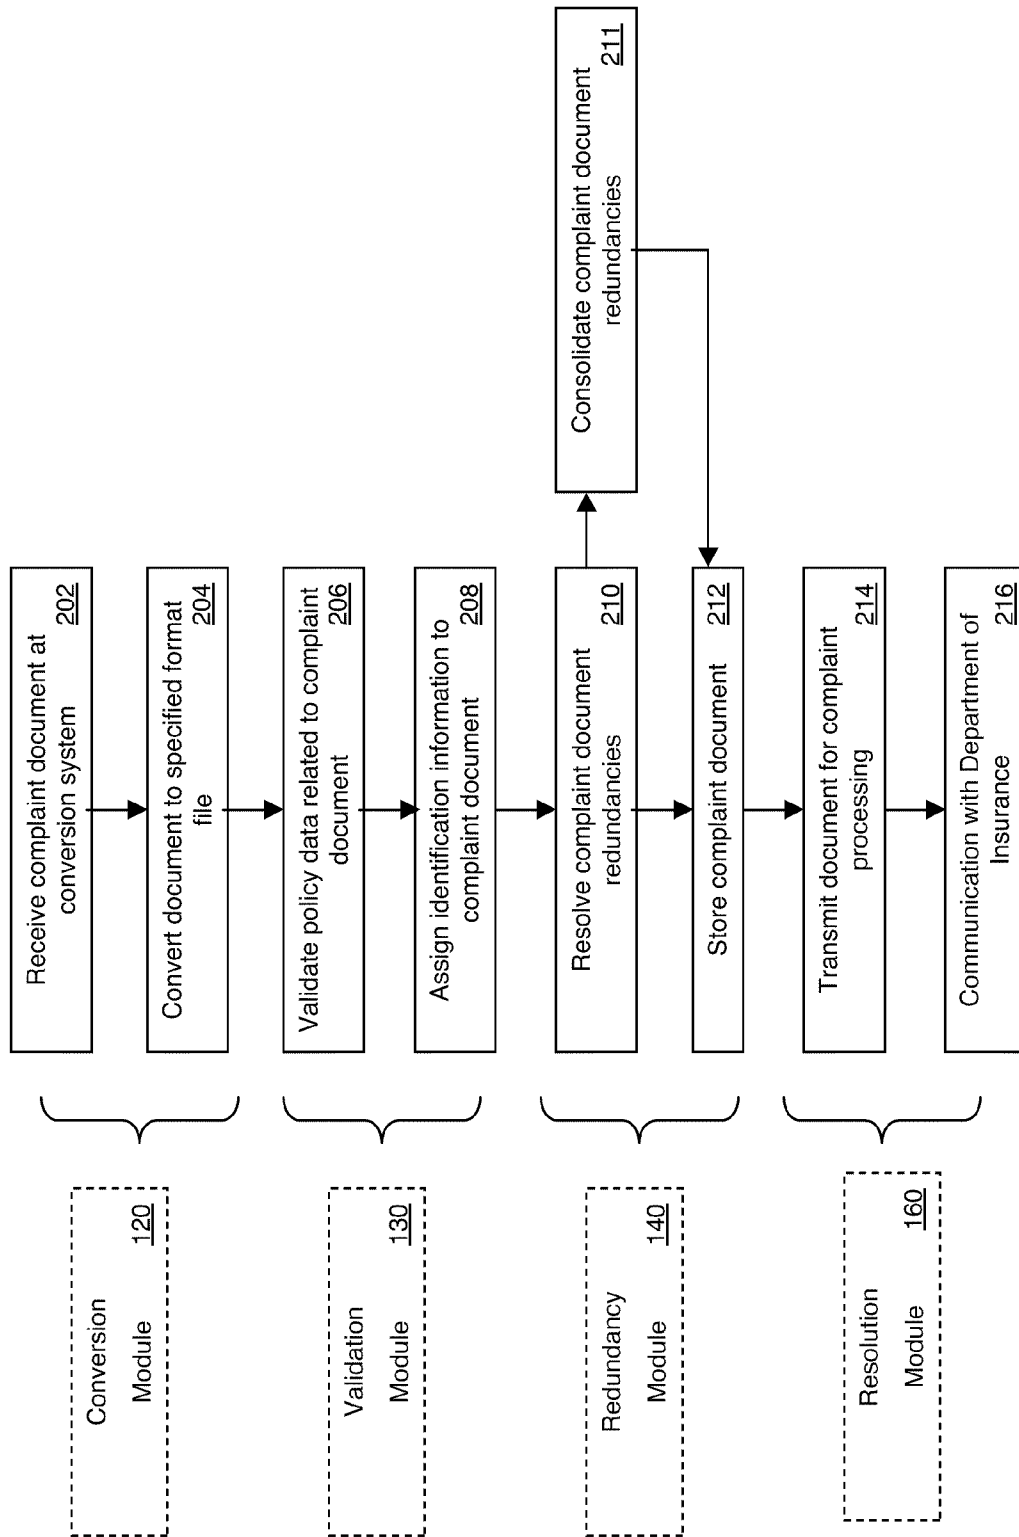 Conversion
Module
120
Receive complaint document at
conversion system
202
Convert document to specified format
file
204
Validation
Module
130
Validate policy data related to complaint
document
206
Assign identification information to
complaint document
208
Redundancy
Module
140
Resolve complaint document
redundancies
210
Consolidate complaint document
redundancies
211
Store complaint document
212
Resolution
Module
160
Transmit document for complaint
processing
214
Communication with Department of
Insurance
216